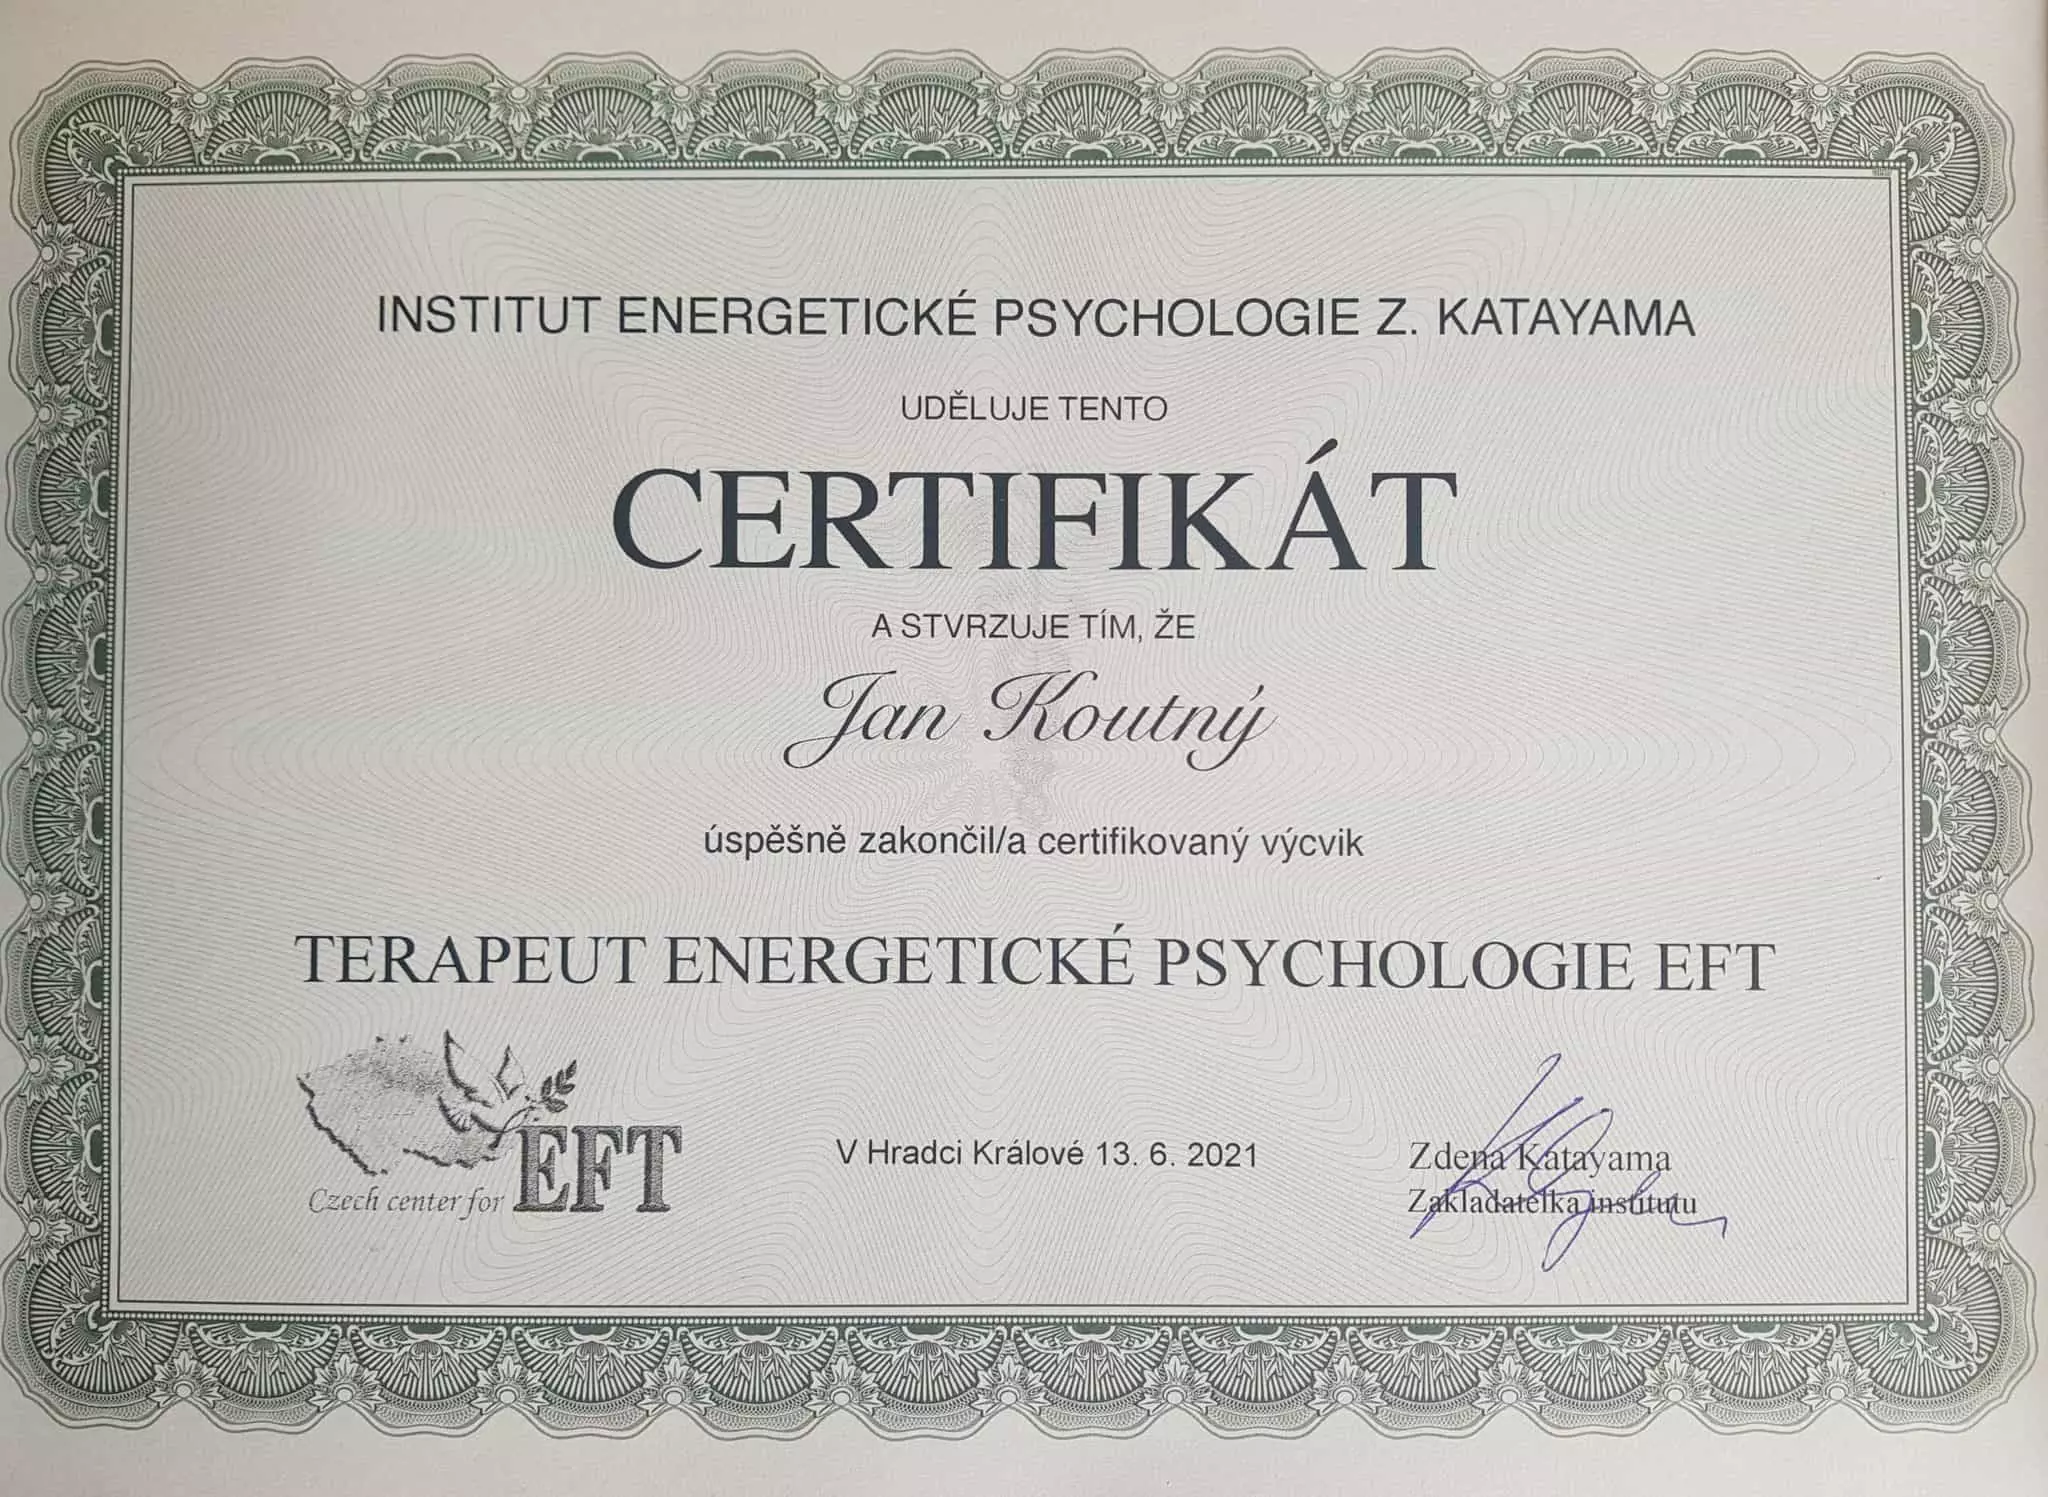 INSTITUT ENERGETICKÉ PSYCHOLOGIE Z. KATAYAMA
UDĚLUJE TENTO
CERTIFIKÁT
A STVRZUJE TÍM, ŽE
Jan Koutný
úspěšně zakončil/a certifikovaný výcvik
TERAPEUT ENERGETICKÉ PSYCHOLOGIE EFT
Czech center for EFT
V Hradci Králové 13. 6. 2021
Zdena Katayama
Zakladatelka institutu